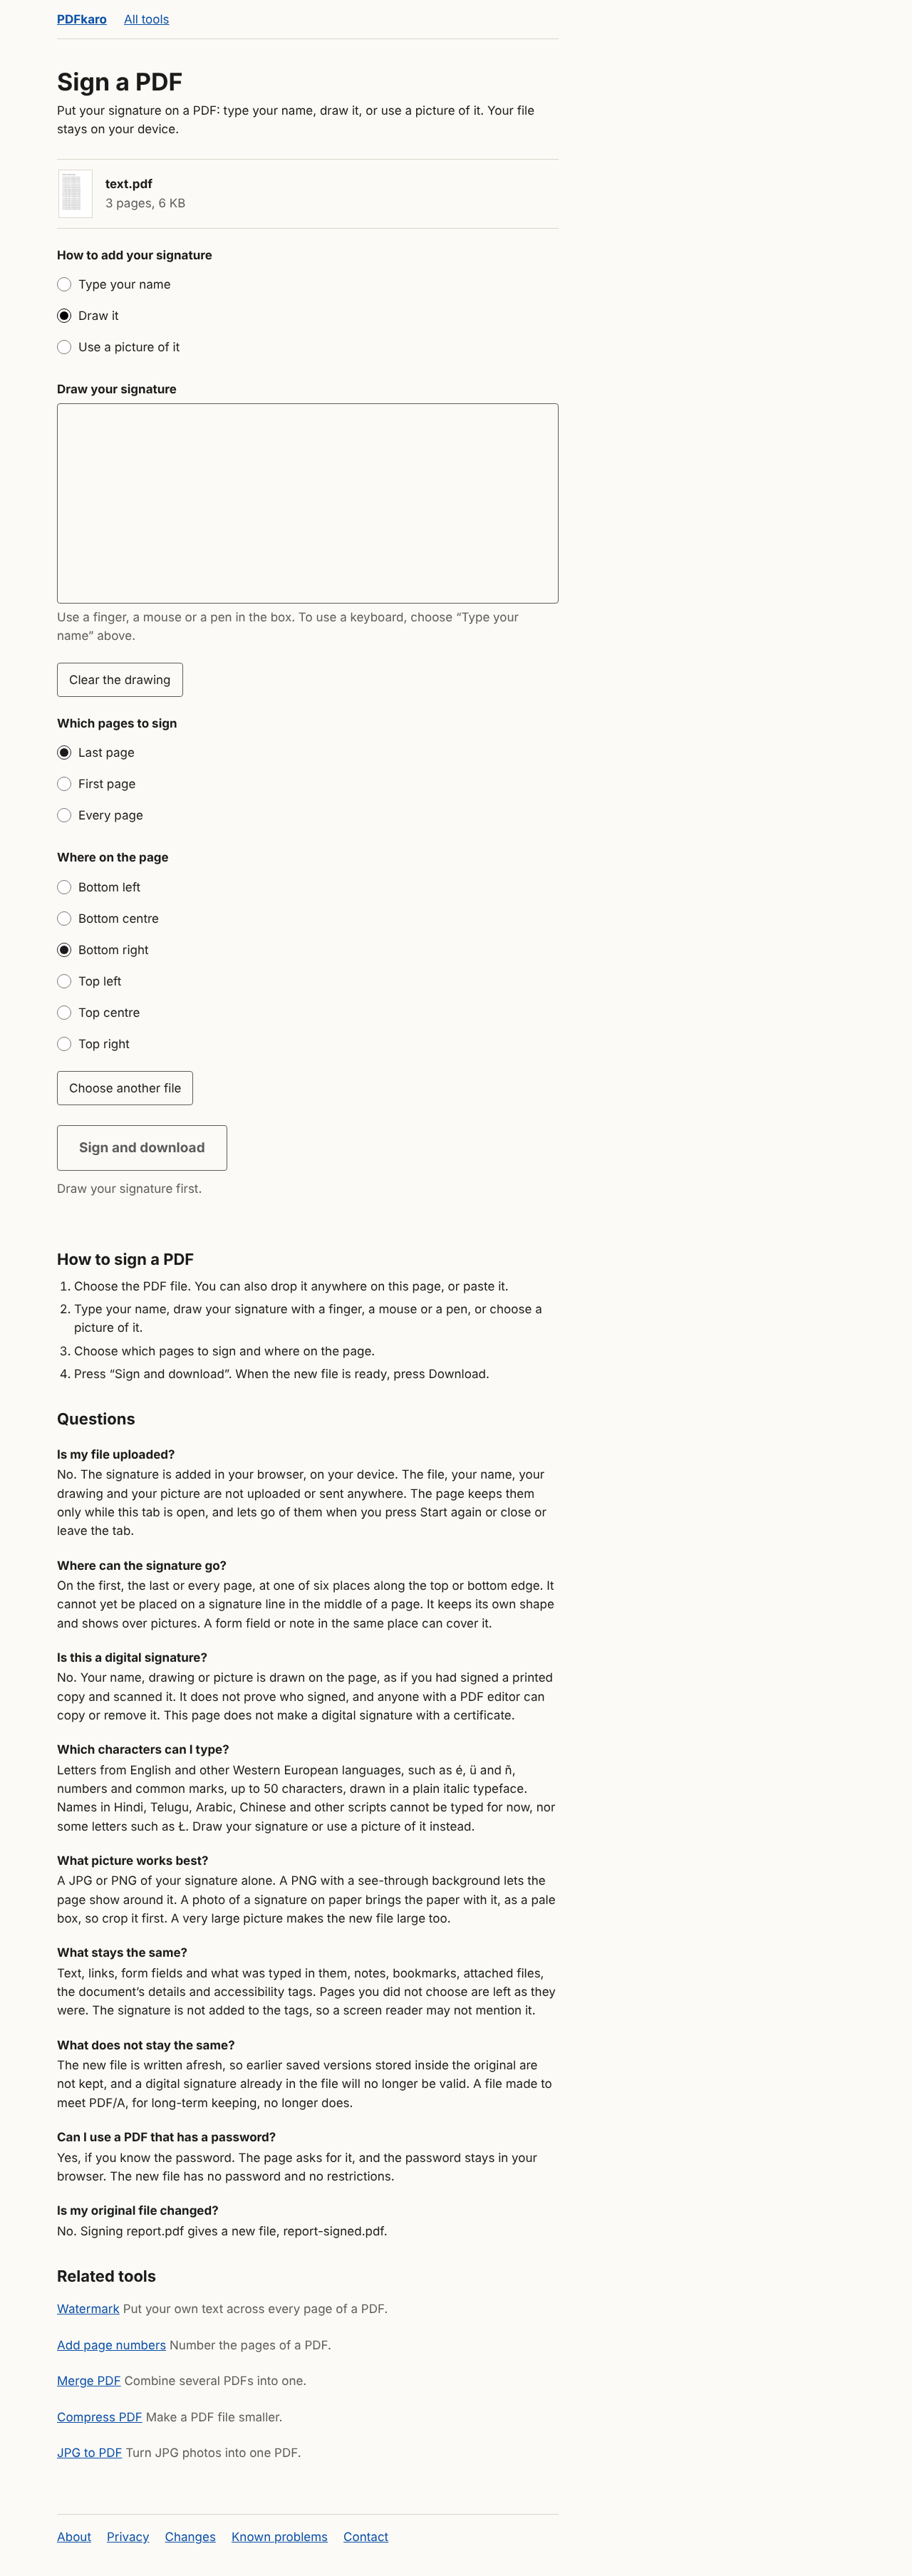 PDFkaro All tools
Sign a PDF
Put your signature on a PDF: type your name, draw it, or use a picture of it. Your file
stays on your device.
text.pdf
3 pages, 6 KB
How to add your signature
Type your name
Draw it
Use a picture of it
Draw your signature
Use a finger, a mouse or a pen in the box. To use a keyboard, choose “Type your
name” above.
Clear the drawing
Which pages to sign
Last page
First page
Every page
Where on the page
Bottom left
Bottom centre
Bottom right
Top left
Top centre
Top right
Choose another file
Sign and download
Draw your signature first.
How to sign a PDF
1. Choose the PDF file. You can also drop it anywhere on this page, or paste it.
2. Type your name, draw your signature with a finger, a mouse or a pen, or choose a
picture of it.
3. Choose which pages to sign and where on the page.
4. Press “Sign and download”. When the new file is ready, press Download.
Questions
Is my file uploaded?
No. The signature is added in your browser, on your device. The file, your name, your
drawing and your picture are not uploaded or sent anywhere. The page keeps them
only while this tab is open, and lets go of them when you press Start again or close or
leave the tab.
Where can the signature go?
On the first, the last or every page, at one of six places along the top or bottom edge. It
cannot yet be placed on a signature line in the middle of a page. It keeps its own shape
and shows over pictures. A form field or note in the same place can cover it.
Is this a digital signature?
No. Your name, drawing or picture is drawn on the page, as if you had signed a printed
copy and scanned it. It does not prove who signed, and anyone with a PDF editor can
copy or remove it. This page does not make a digital signature with a certificate.
Which characters can I type?
Letters from English and other Western European languages, such as é, ü and ñ,
numbers and common marks, up to 50 characters, drawn in a plain italic typeface.
Names in Hindi, Telugu, Arabic, Chinese and other scripts cannot be typed for now, nor
some letters such as Ł. Draw your signature or use a picture of it instead.
What picture works best?
A JPG or PNG of your signature alone. A PNG with a see-through background lets the
page show around it. A photo of a signature on paper brings the paper with it, as a pale
box, so crop it first. A very large picture makes the new file large too.
What stays the same?
Text, links, form fields and what was typed in them, notes, bookmarks, attached files,
the document’s details and accessibility tags. Pages you did not choose are left as they
were. The signature is not added to the tags, so a screen reader may not mention it.
What does not stay the same?
The new file is written afresh, so earlier saved versions stored inside the original are
not kept, and a digital signature already in the file will no longer be valid. A file made to
meet PDF/A, for long-term keeping, no longer does.
Can I use a PDF that has a password?
Yes, if you know the password. The page asks for it, and the password stays in your
browser. The new file has no password and no restrictions.
Is my original file changed?
No. Signing report.pdf gives a new file, report-signed.pdf.
Related tools
Watermark Put your own text across every page of a PDF.
Add page numbers Number the pages of a PDF.
Merge PDF Combine several PDFs into one.
Compress PDF Make a PDF file smaller.
JPG to PDF Turn JPG photos into one PDF.
About Privacy Changes Known problems Contact